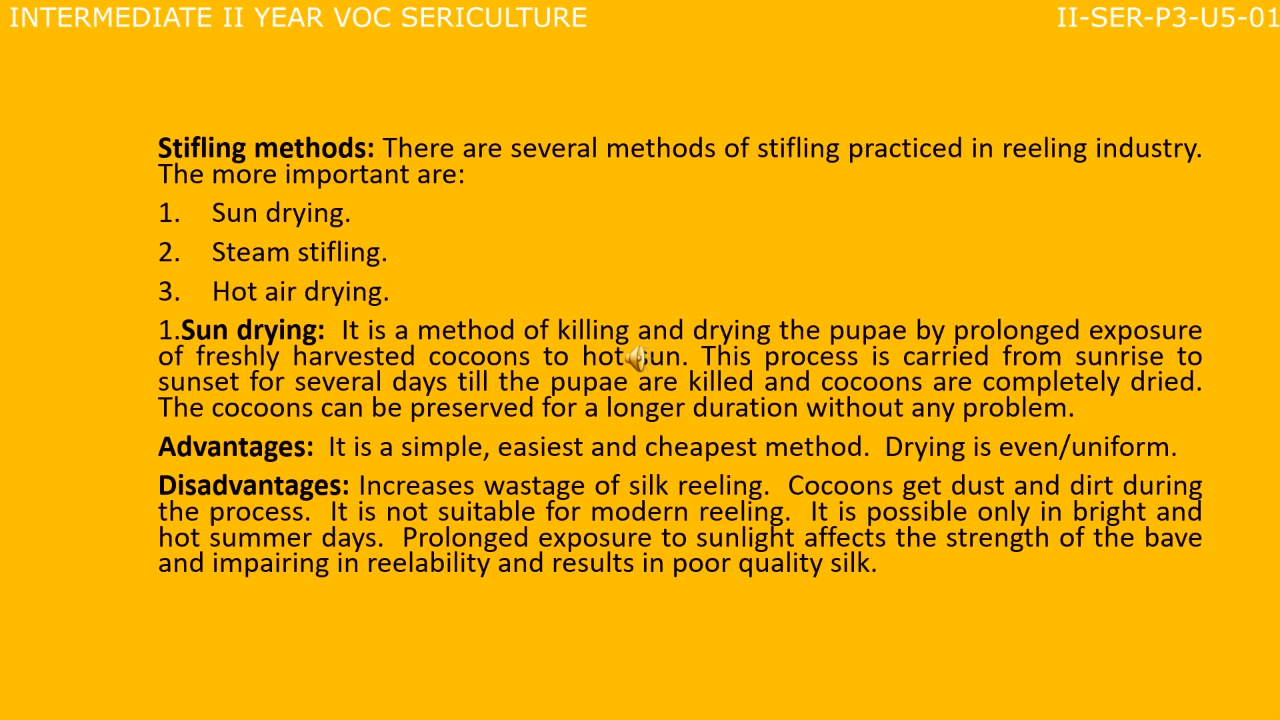 INTERMEDIATE II YEAR VOC SERICULTURE
II-SER-P3-U5-01
Stifling methods: There are several methods of stifling practiced in reeling industry.
The more important are:
1. Sun drying.
2. Steam stifling.
3. Hot air drying.
1.Sun drying: It is a method of killing and drying the pupae by prolonged exposure
of freshly harvested cocoons to hot sun. This process is carried from sunrise to
sunset for several days till the pupae are killed and cocoons are completely dried.
The cocoons can be preserved for a longer duration without any problem.
Advantages: It is a simple, easiest and cheapest method. Drying is even/uniform.
Disadvantages: Increases wastage of silk reeling. Cocoons get dust and dirt during
the process. It is not suitable for modern reeling. It is possible only in bright and
hot summer days. Prolonged exposure to sunlight affects the strength of the bave
and impairing in reelability and results in poor quality silk.